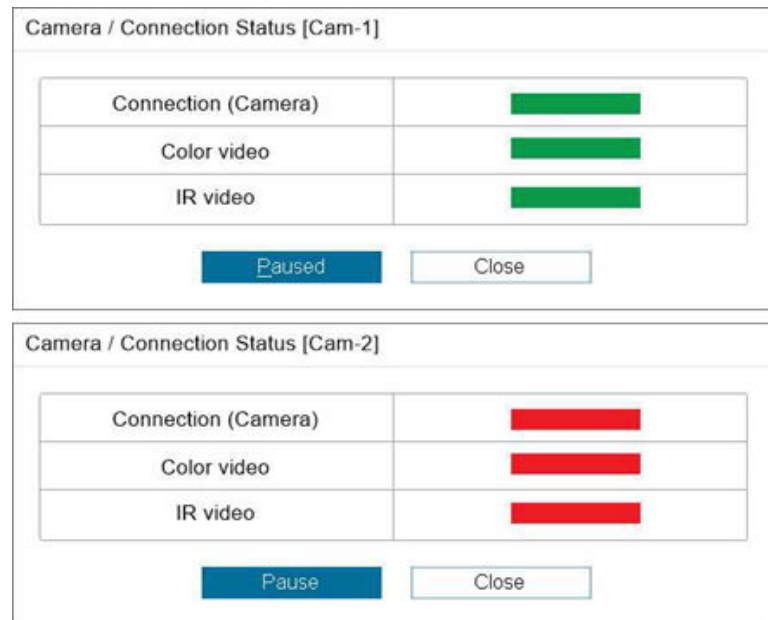 Camera / Connection Status [Cam-1]
Connection (Camera)
Color video
IR video
Paused Close
Camera / Connection Status [Cam-2]
Connection (Camera)
Color video
IR video
Pause Close